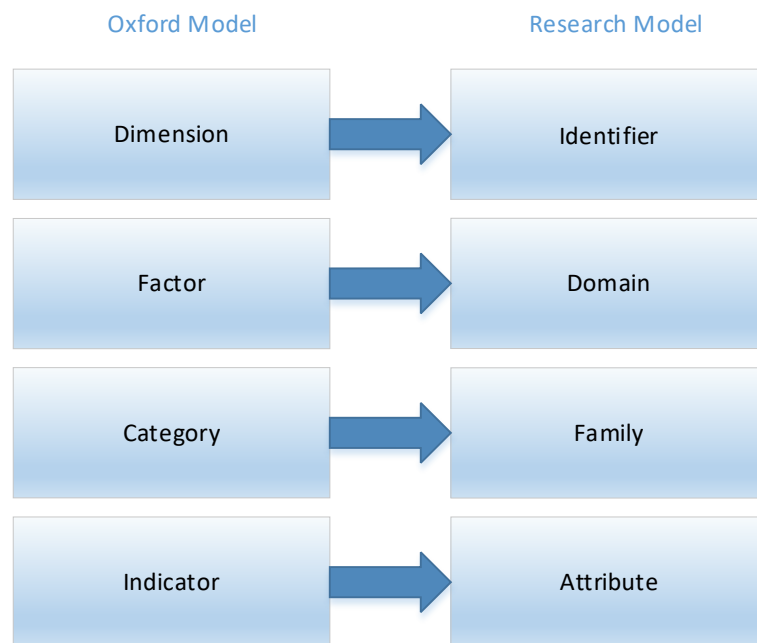 Oxford Model
Research Model
Dimension
Identifier
Factor
Domain
Category
Family
Indicator
Attribute